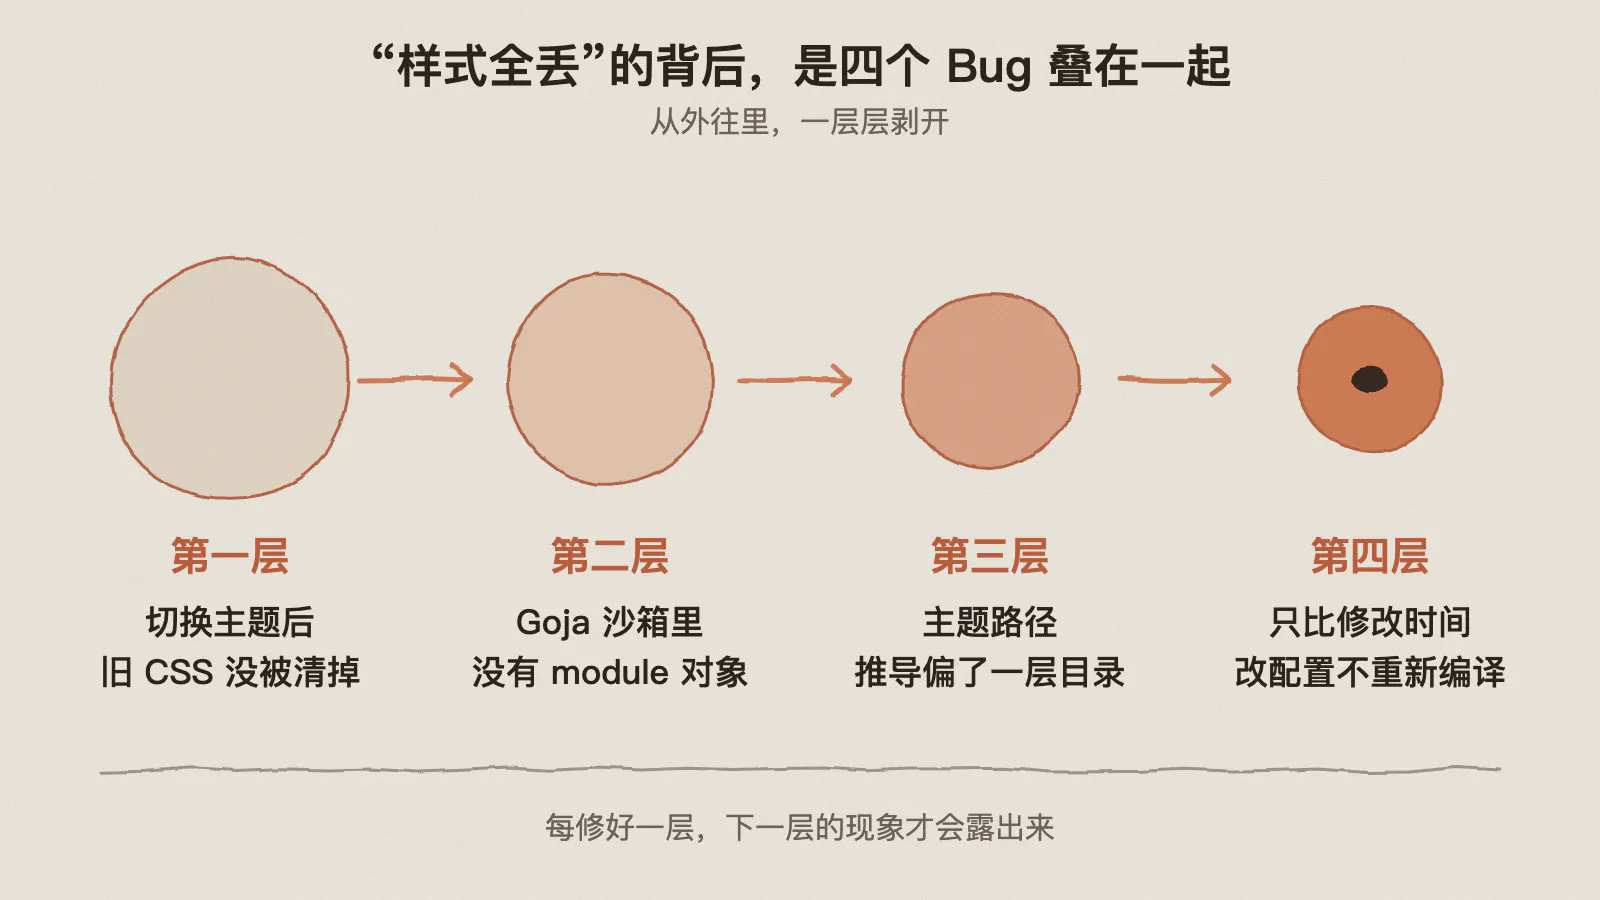 “样式全丢”的背后，是四个 Bug 叠在一起
从外往里，一层层剥开
第一层
切换主题后
旧 CSS 没被清掉
第二层
Goja 沙箱里
没有 module 对象
第三层
主题路径
推导偏了一层目录
第四层
只比修改时间
改配置不重新编译
每修好一层，下一层的现象才会露出来